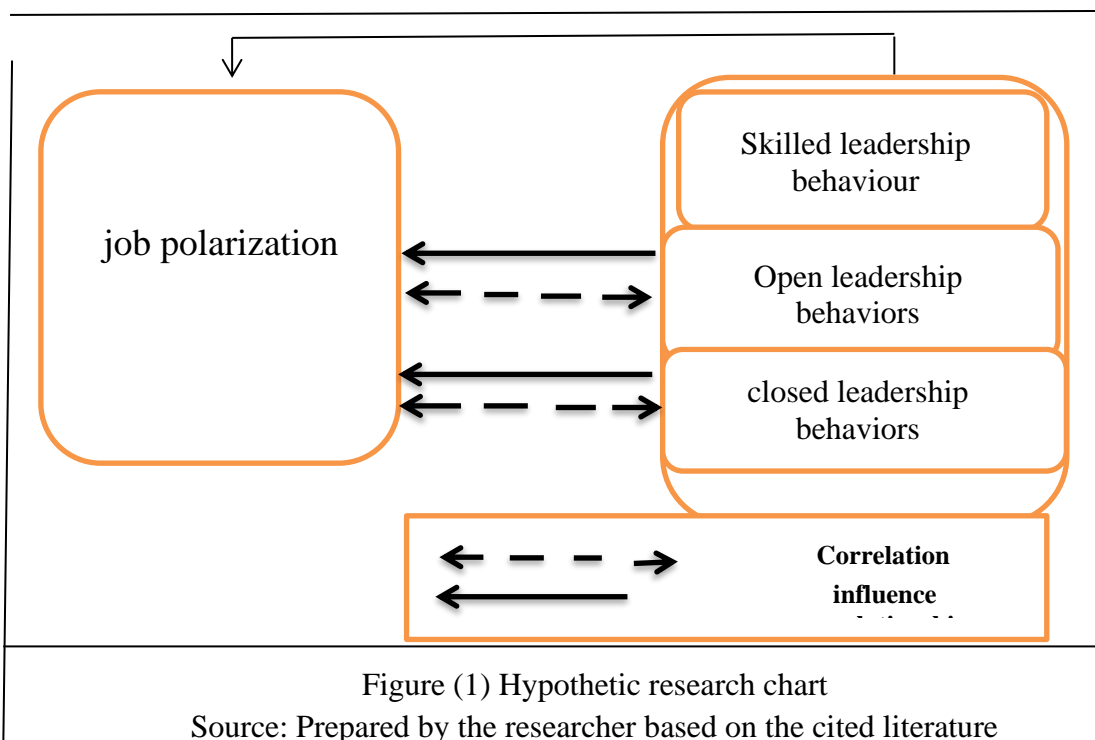 job polarization
Skilled leadership
behaviour
Open leadership
behaviors
closed leadership
behaviors
Correlation
influence
Figure (1) Hypothetic research chart
Source: Prepared by the researcher based on the cited literature